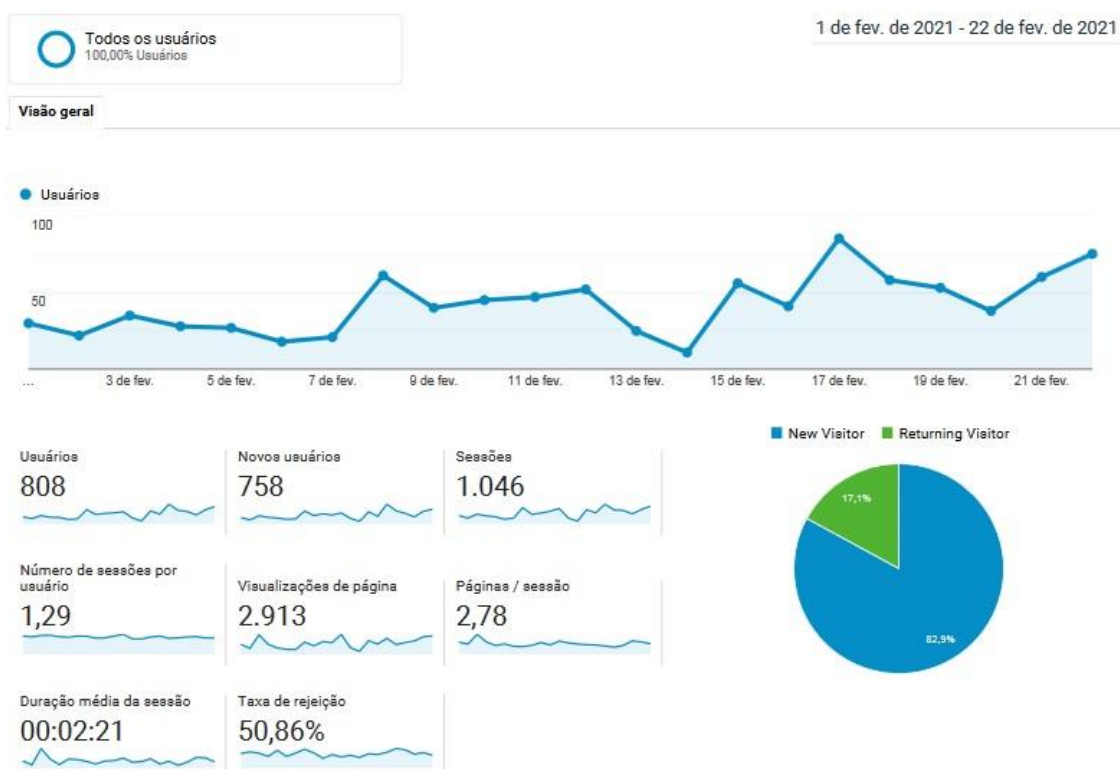 Todos os usuários
100,00% Usuários
1 de fev. de 2021 - 22 de fev. de 2021
Visão geral
Usuários
100
50
... 3 de fev. 5 de fev. 7 de fev. 9 de fev. 11 de fev. 13 de fev. 15 de fev. 17 de fev. 19 de fev. 21 de fev.
New Visitor Returning Visitor
17,1%
82,9%
Usuários
808
Novos usuários
758
Sessões
1.046
Número de sessões por
usuário
1,29
Visualizações de página
2.913
Páginas / sessão
2,78
Duração média da sessão
00:02:21
Taxa de rejeição
50,86%